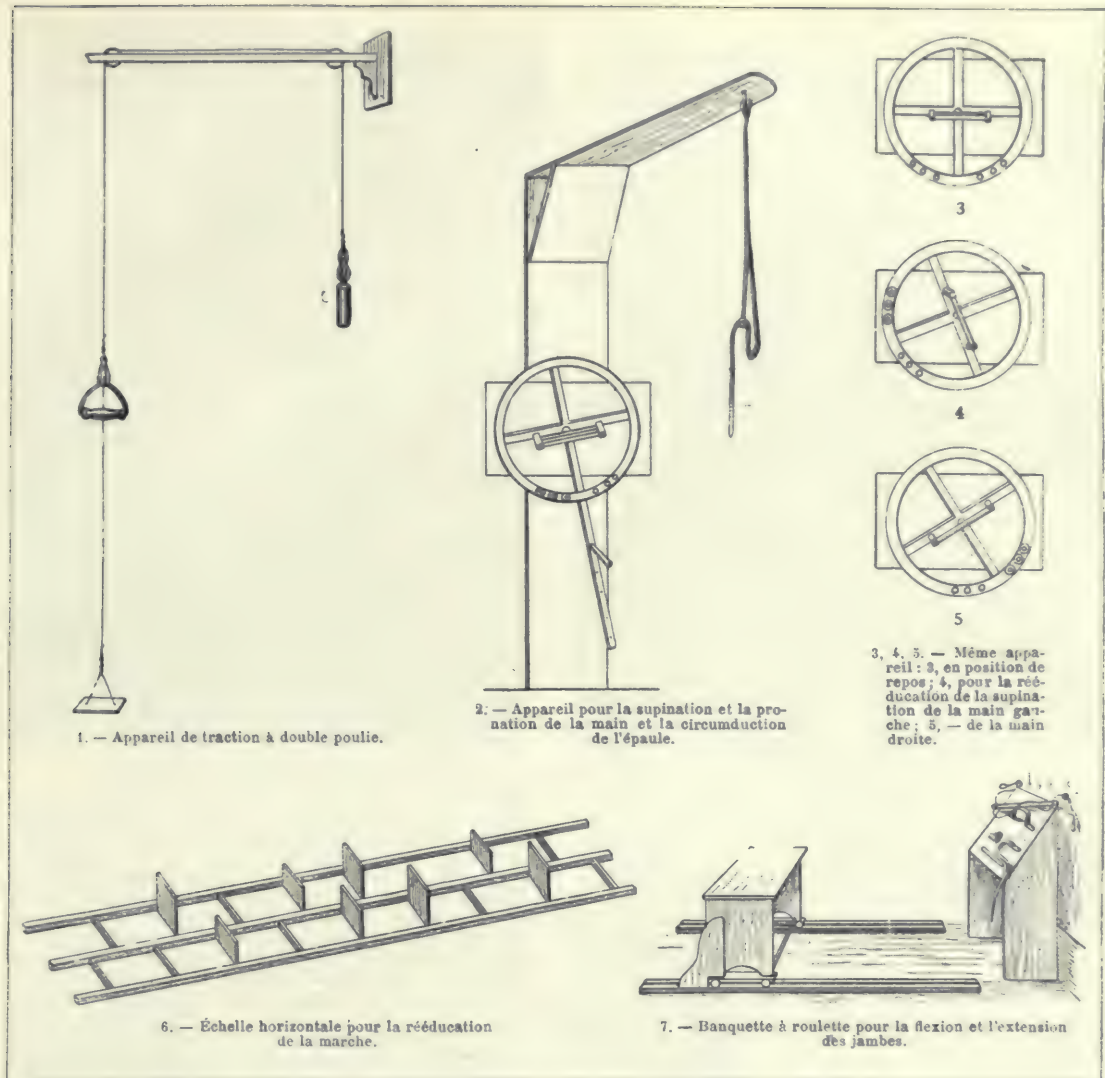 3
4
5
1. — Appareil de traction à double poulie.
2. — Appareil pour la supination et la pro-
nation de la main et la circumduction
de l'épaule.
3, 4, 5. — Même appa-
reil : 3, en position de
repos ; 4, pour la réé-
ducation de la supina-
tion de la main gau-
che ; 5, — de la main
droite.
6. — Échelle horizontale pour la rééducation
de la marche.
7. — Banquette à roulette pour la flexion et l'extension
des jambes.